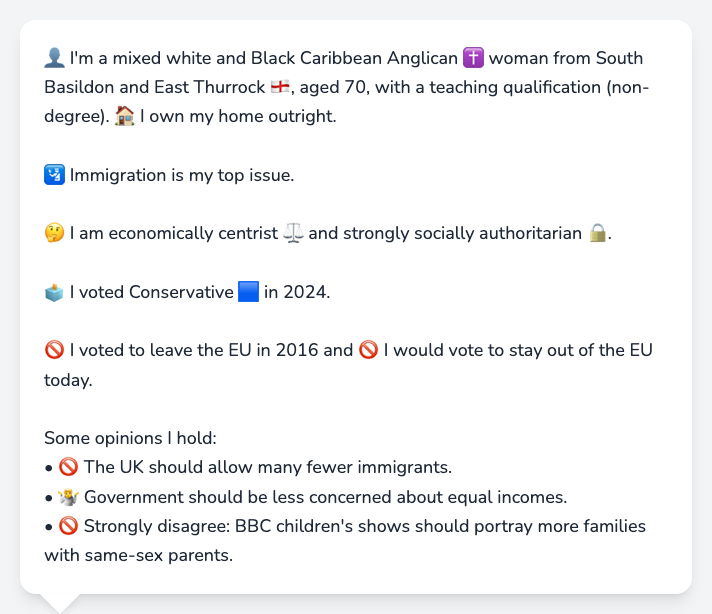 👤 I'm a mixed white and Black Caribbean Anglican ✝️ woman from South
Basildon and East Thurrock 🏴󠁧󠁢󠁥󠁮󠁧󠁿, aged 70, with a teaching qualification (non-
degree). 🏠 I own my home outright.
🛂 Immigration is my top issue.
🤔 I am economically centrist ⚖️ and strongly socially authoritarian 🔒.
🗳️ I voted Conservative 🟦 in 2024.
🚫 I voted to leave the EU in 2016 and 🚫 I would vote to stay out of the EU
today.
Some opinions I hold:
• 🚫 The UK should allow many fewer immigrants.
• 🤷 Government should be less concerned about equal incomes.
• 🚫 Strongly disagree: BBC children's shows should portray more families
with same-sex parents.